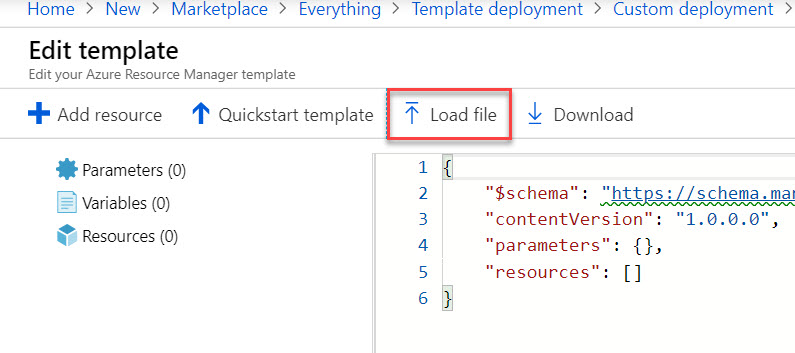 Home > New > Marketplace > Everything > Template deployment > Custom deployment >
Edit template
Edit your Azure Resource Manager template
Add resource Quickstart template Load file Download
Parameters (0)
Variables (0)
Resources (0)
1 {
2 "$schema": "https://schema.man
3 "contentVersion": "1.0.0.0",
4 "parameters": {},
5 "resources": []
6 }